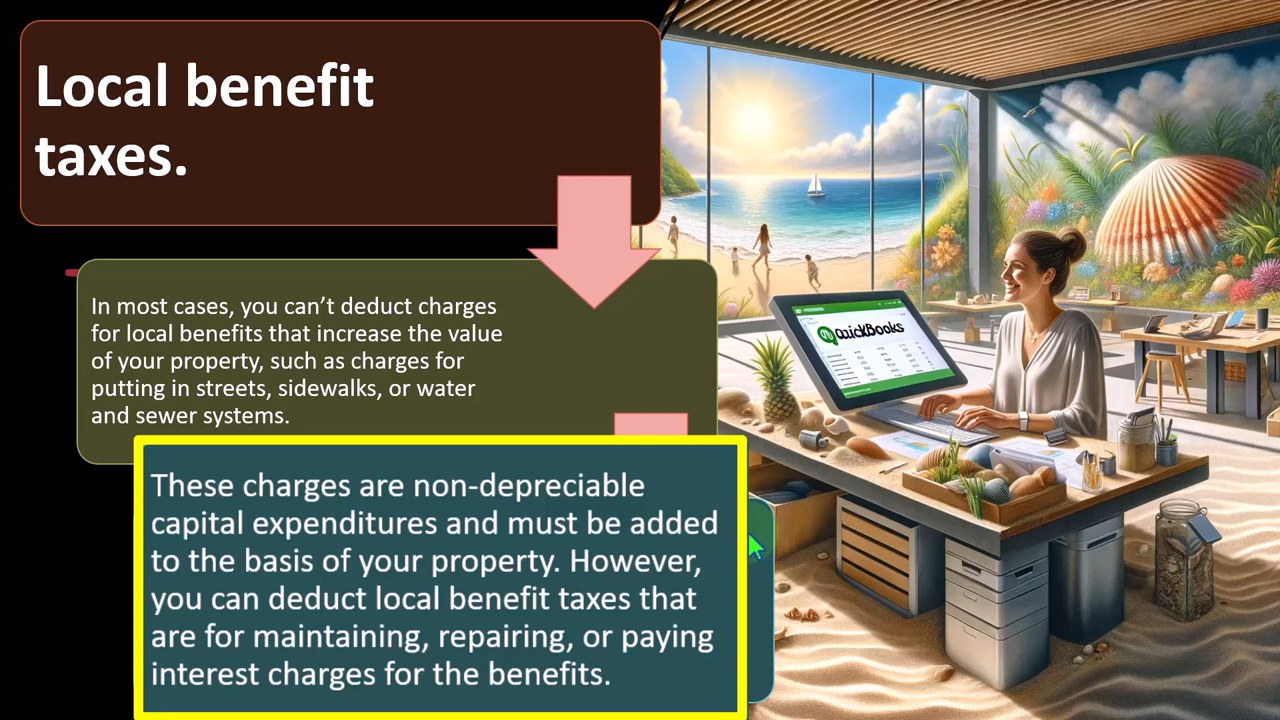 Local benefit
taxes.
In most cases, you can’t deduct charges
for local benefits that increase the value
of your property, such as charges for
putting in streets, sidewalks, or water
and sewer systems.
These charges are non-depreciable
capital expenditures and must be added
to the basis of your property. However,
you can deduct local benefit taxes that
are for maintaining, repairing, or paying
interest charges for the benefits.
QuickBooks